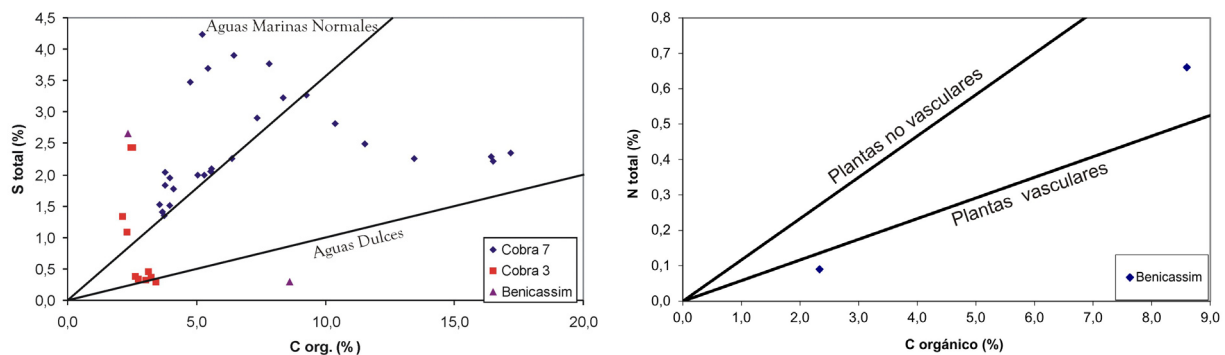 4,5
4,0
3,5
3,0
2,5
2,0
1,5
1,0
0,5
0,0
S total (%)
Aguas Marinas Normales
Aguas Dulces
Cobra 7
Cobra 3
Benicassim
0,0 5,0 10,0 15,0 20,0
C org. (%)
0,8
0,7
0,6
0,5
0,4
0,3
0,2
0,1
0,0
N total (%)
Plantas no vasculares
Plantas vasculares
Benicassim
0,0 1,0 2,0 3,0 4,0 5,0 6,0 7,0 8,0 9,0
C orgánico (%)